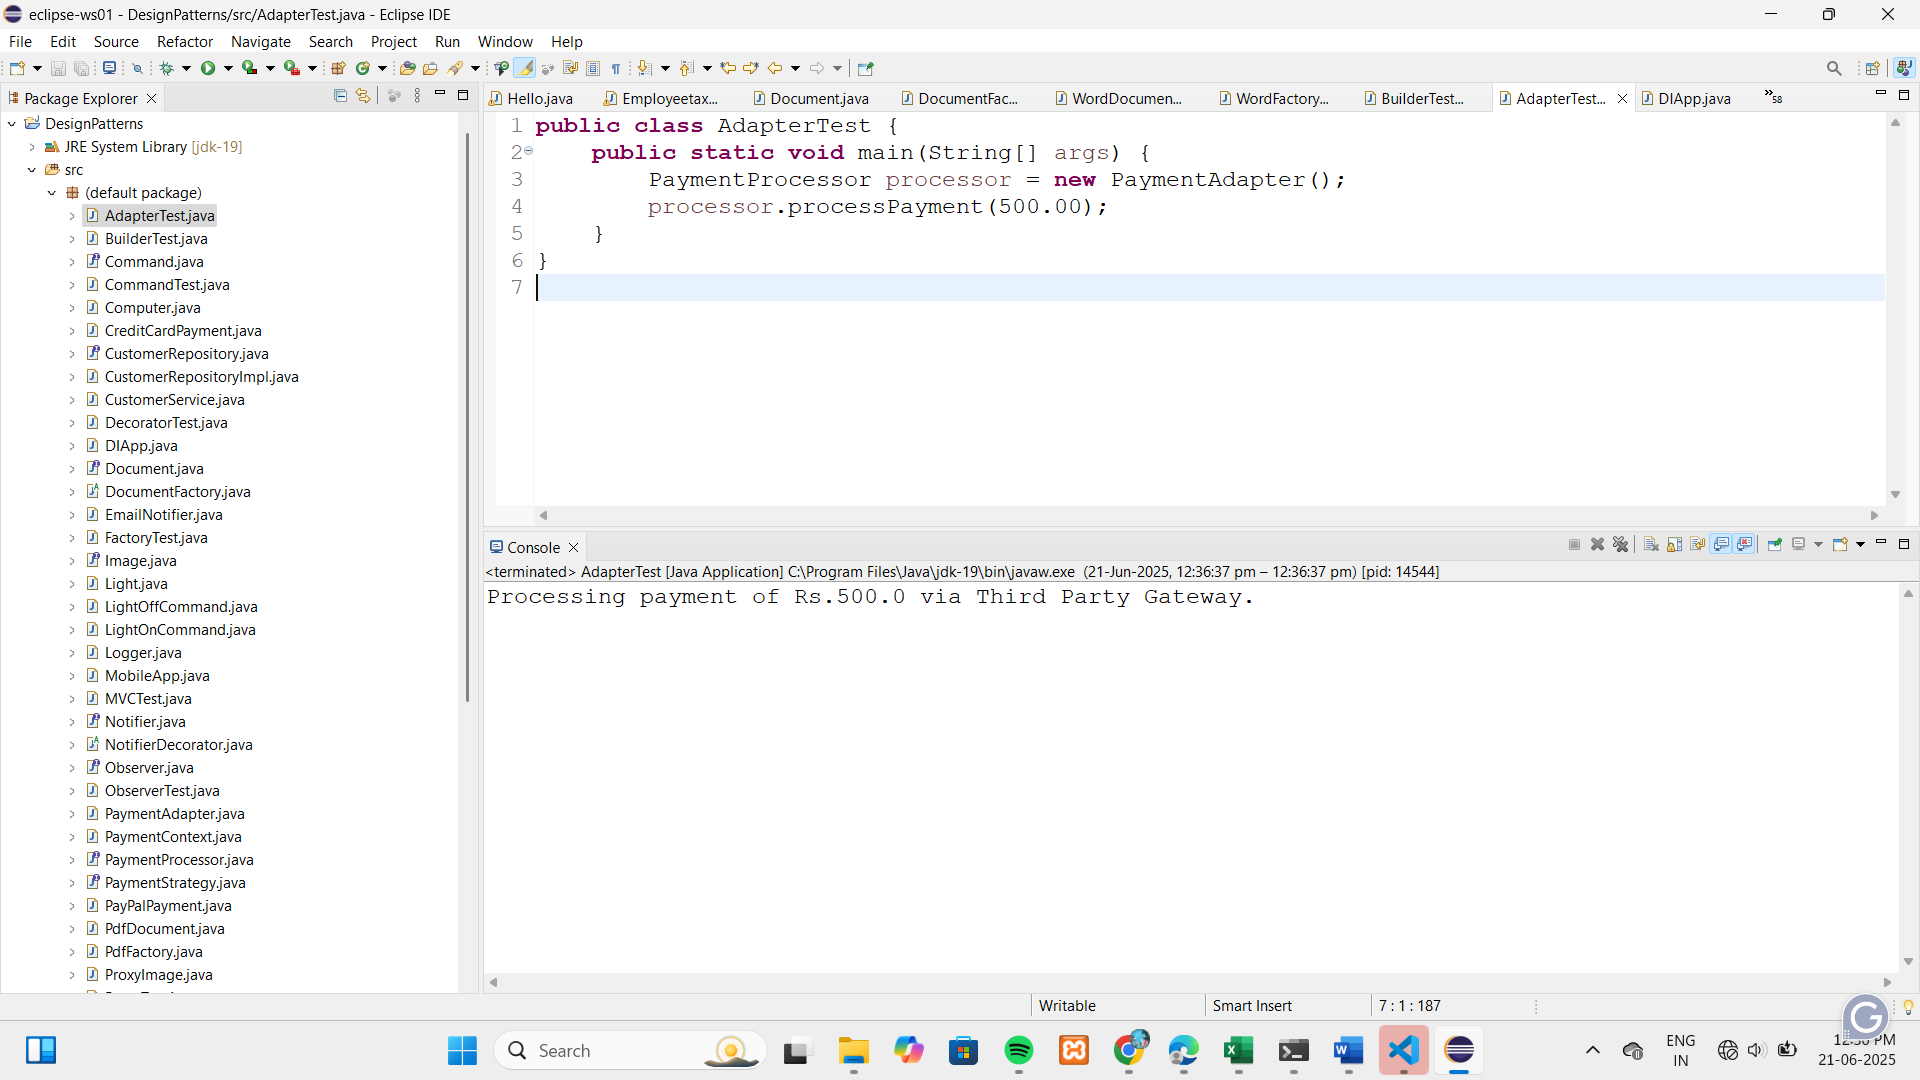 eclipse-ws01 - DesignPatterns/src/AdapterTest.java - Eclipse IDE
File Edit Source Refactor Navigate Search Project Run Window Help
Package Explorer
DesignPatterns
JRE System Library [jdk-19]
src
(default package)
AdapterTest.java
BuilderTest.java
Command.java
CommandTest.java
Computer.java
CreditCardPayment.java
CustomerRepository.java
CustomerRepositoryImpl.java
CustomerService.java
DecoratorTest.java
DIApp.java
Document.java
DocumentFactory.java
EmailNotifier.java
FactoryTest.java
Image.java
Light.java
LightOffCommand.java
LightOnCommand.java
Logger.java
MobileApp.java
MVCTest.java
Notifier.java
NotifierDecorator.java
Observer.java
ObserverTest.java
PaymentAdapter.java
PaymentContext.java
PaymentProcessor.java
PaymentStrategy.java
PayPalPayment.java
PdfDocument.java
PdfFactory.java
ProxyImage.java
Hello.java Employeetax... Document.java DocumentFac... WordDocumen... WordFactory... BuilderTest... AdapterTest... DIApp.java »58
1 public class AdapterTest {
2 public static void main(String[] args) {
3 PaymentProcessor processor = new PaymentAdapter();
4 processor.processPayment(500.00);
5 }
6 }
7
Console
<terminated> AdapterTest [Java Application] C:\Program Files\Java\jdk-19\bin\javaw.exe (21-Jun-2025, 12:36:37 pm – 12:36:37 pm) [pid: 14544]
Processing payment of Rs.500.0 via Third Party Gateway.
Writable Smart Insert 7 : 1 : 187
Search
ENG
IN
PM
21-06-2025